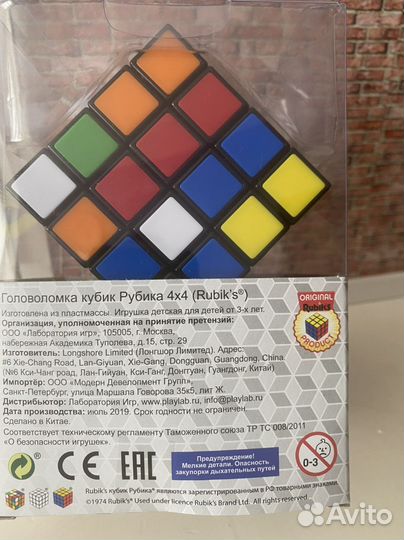 Головоломка кубик Рубика 4х4 (Rubik's®)
Изготовлена из пластмассы. Игрушка детская для детей от 3-х лет.
Организация, уполномоченная на принятие претензий:
ООО «Лаборатория игр», 105005, г. Москва,
набережная Академика Туполева, д.15, стр. 29
Изготовитель: Longshore Limited (Лонгшор Лимитед). Адрес:
#6 Xie-Chang Road, Lan-Giyuan, Xie-Gang, Dongguan, Guangdong, China
(№6 Кси-Чанг роад, Лан-Гийуан, Кси-Ганг, Донггуан, Гуангдонг, Китай)
Импортёр: ООО «Модерн Девелопмент Групп»,
Санкт-Петербург, улица Маршала Говорова 35к5, лит Ж.
Дистрибьютор: Лаборатория Игр, www.playlab.ru, info@playlab.ru
Дата производства: июль 2019. Срок годности не ограничен.
Сделано в Китае.
Соответствует техническому регламенту Таможенного союза ТР ТС 008/2011
«О безопасности игрушек».
ORIGINAL
Rubik's
PRODUCT
CE
EAC
Предупреждение!
Мелкие детали. Опасность
закупорки дыхательных путей
0-3
Rubik's кубик Рубика® являются зарегистрированным в РФ товарными знаками.
©1974 Rubik's® Used under licence Rubik's Brand Ltd. All rights reserved.
Avito